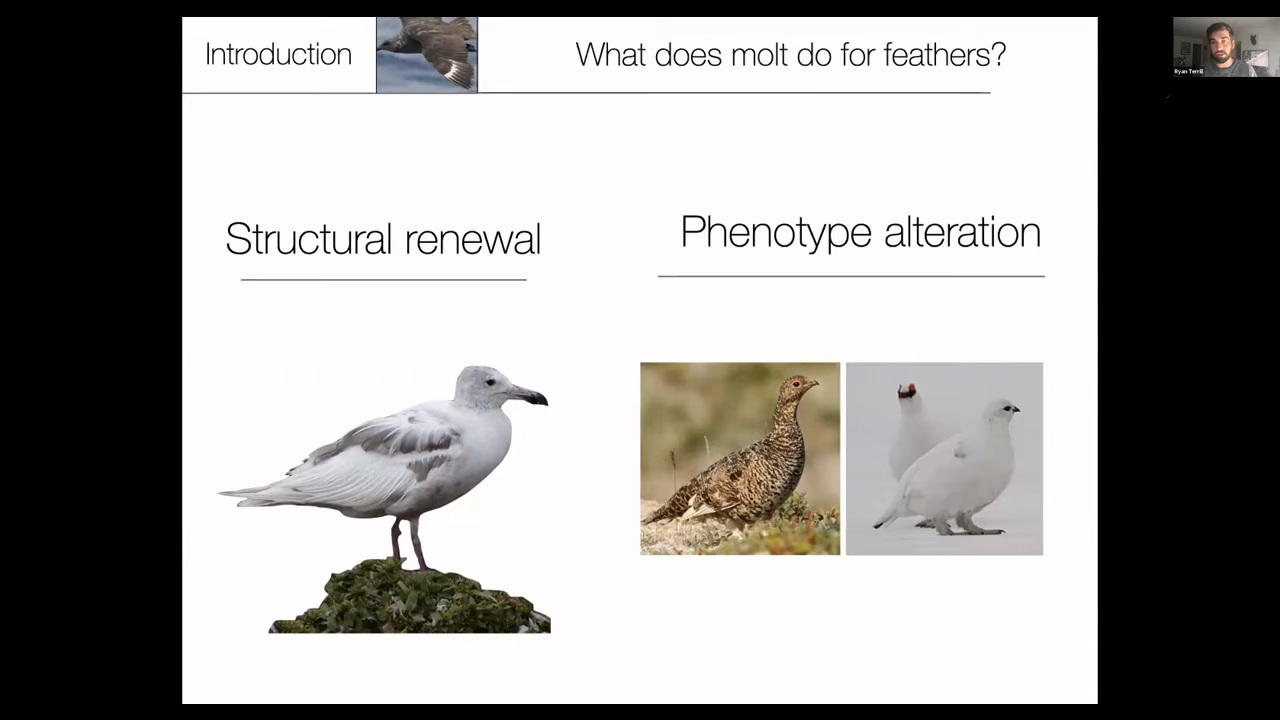 Introduction
What does molt do for feathers?
Ryan Terrill
Structural renewal
Phenotype alteration